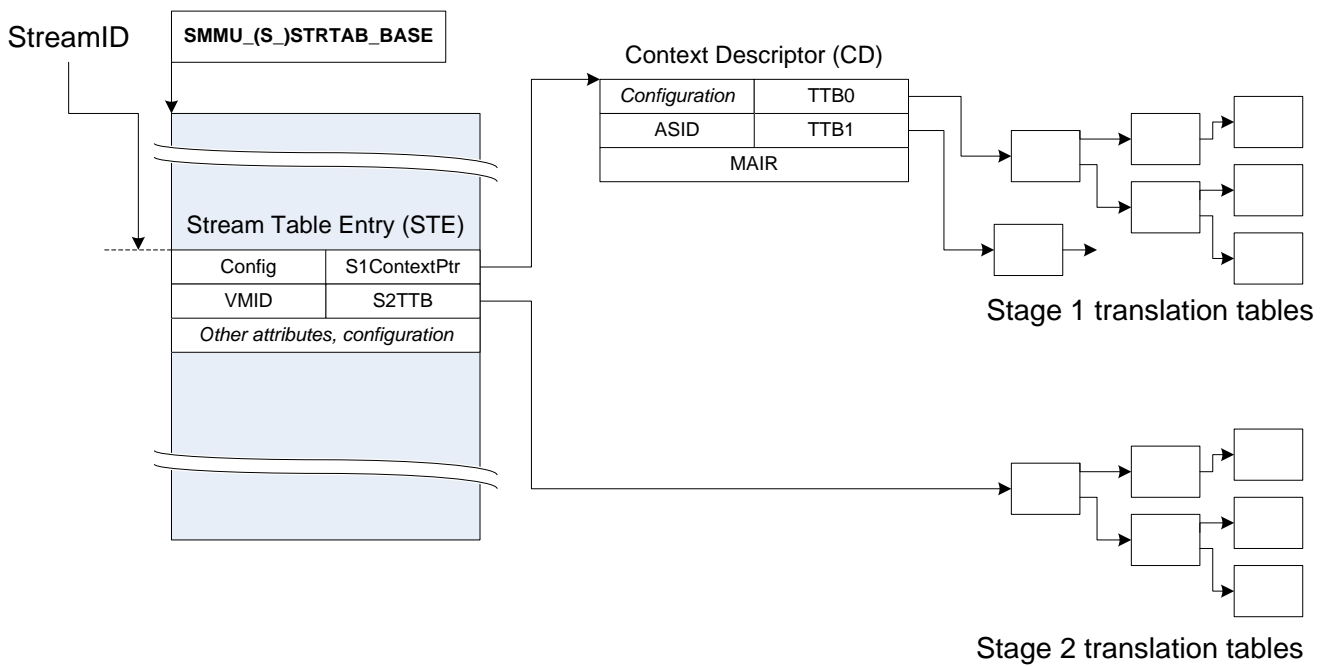 StreamID
SMMU_(S_)STRTAB_BASE
Context Descriptor (CD)
Configuration TTB0
ASID TTB1
MAIR
Stream Table Entry (STE)
Config S1ContextPtr
VMID S2TTB
Other attributes, configuration
Stage 1 translation tables
Stage 2 translation tables